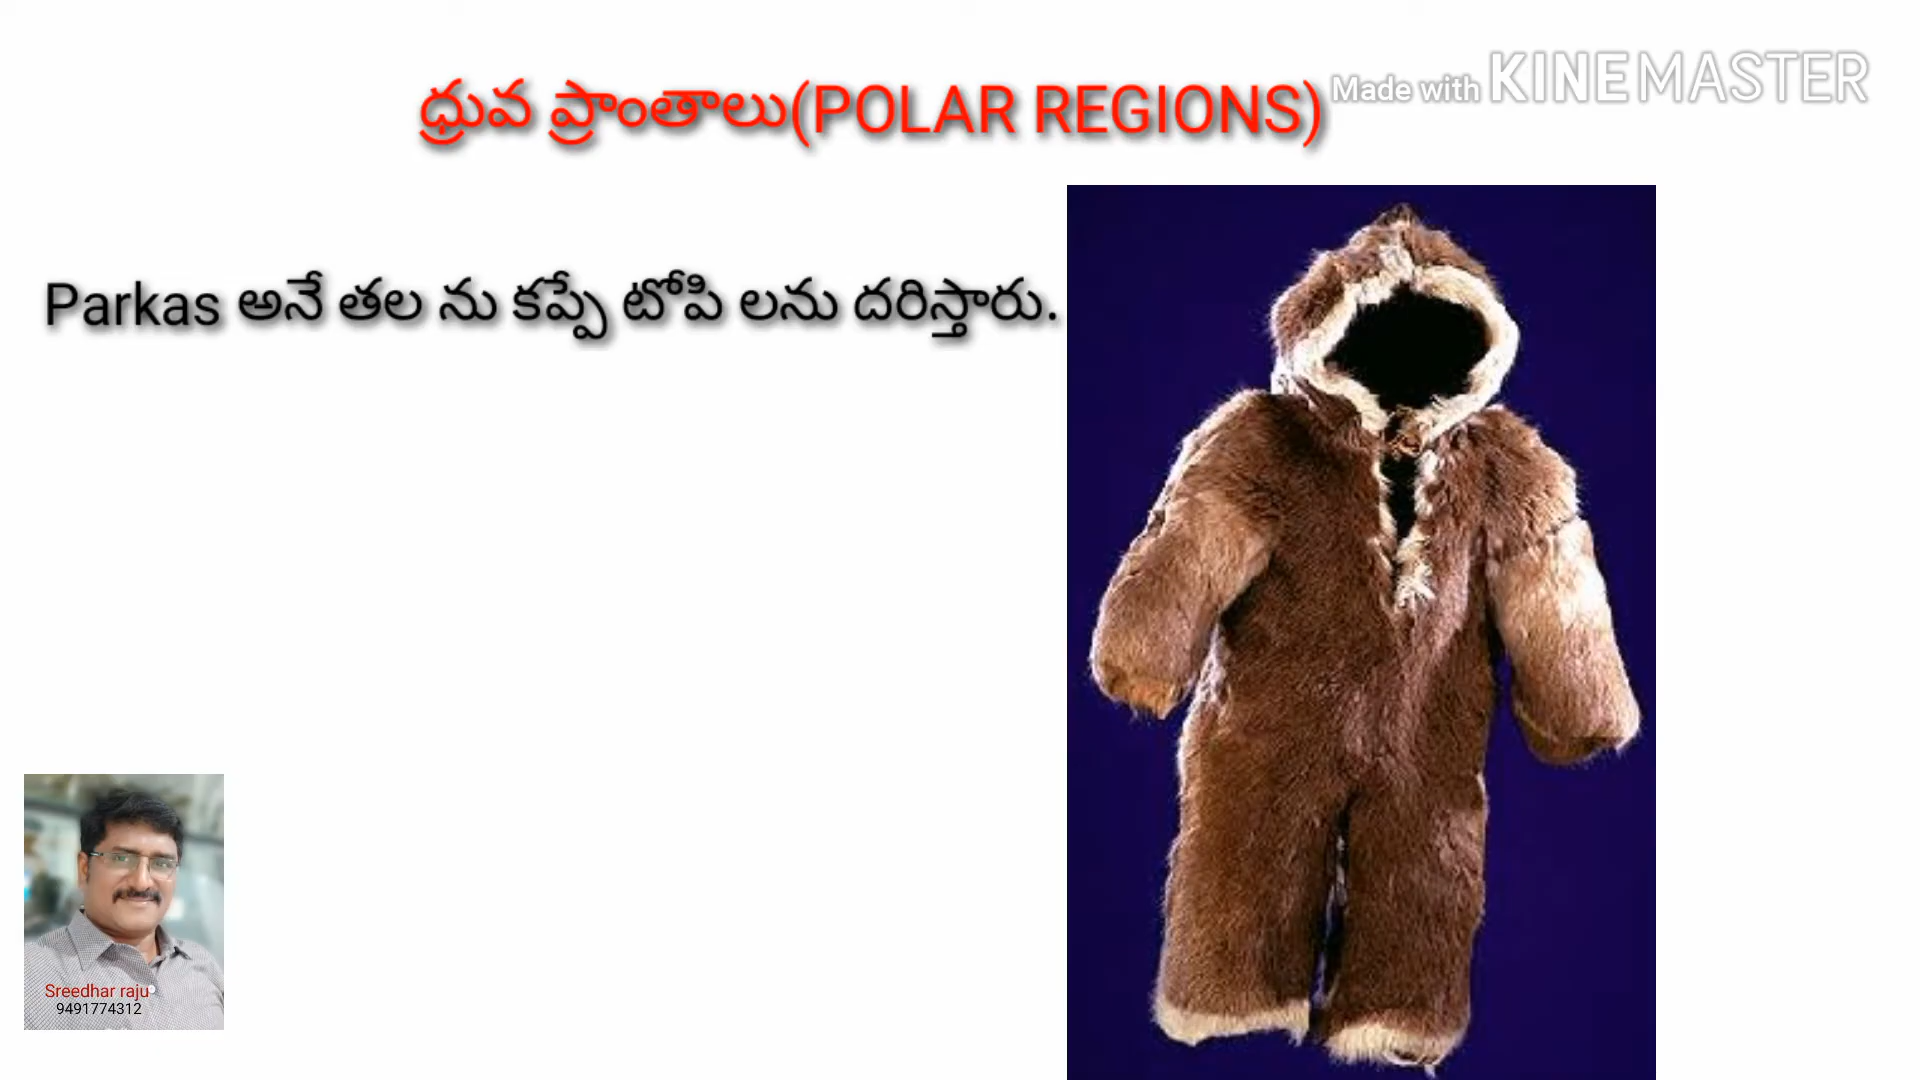 ధ్రువ ప్రాంతాలు(POLAR REGIONS)
Made with KINEMASTER
Parkas అనే తల ను కప్పే టోపి లను దరిస్తారు.
Sreedhar raju
9491774312